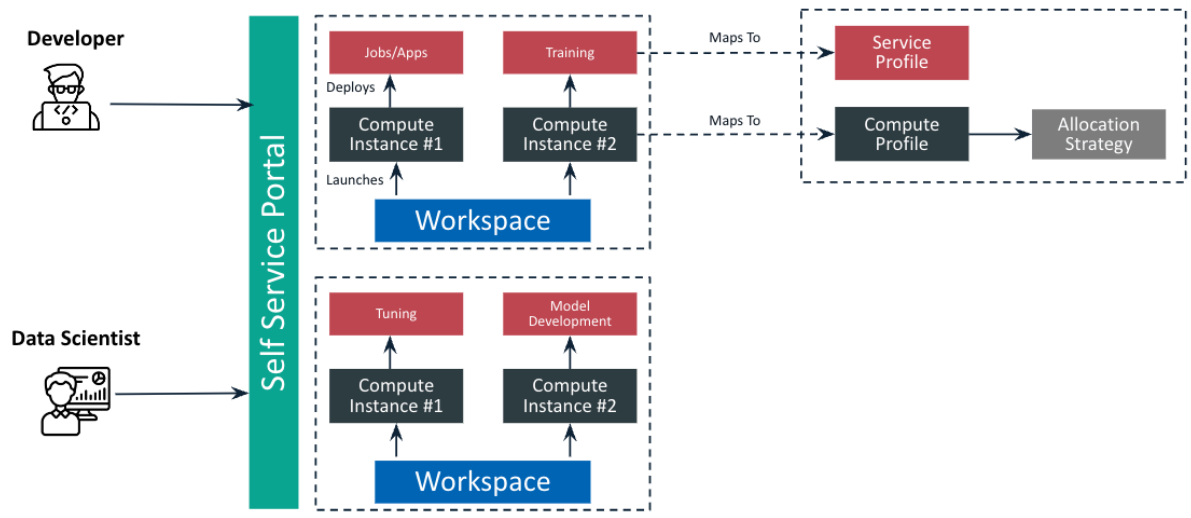 Developer
Data Scientist
Self Service Portal
Jobs/Apps
Training
Deploys
Compute
Instance #1
Compute
Instance #2
Launches
Workspace
Maps To
Maps To
Service
Profile
Compute
Profile
Allocation
Strategy
Tuning
Model
Development
Compute
Instance #1
Compute
Instance #2
Workspace